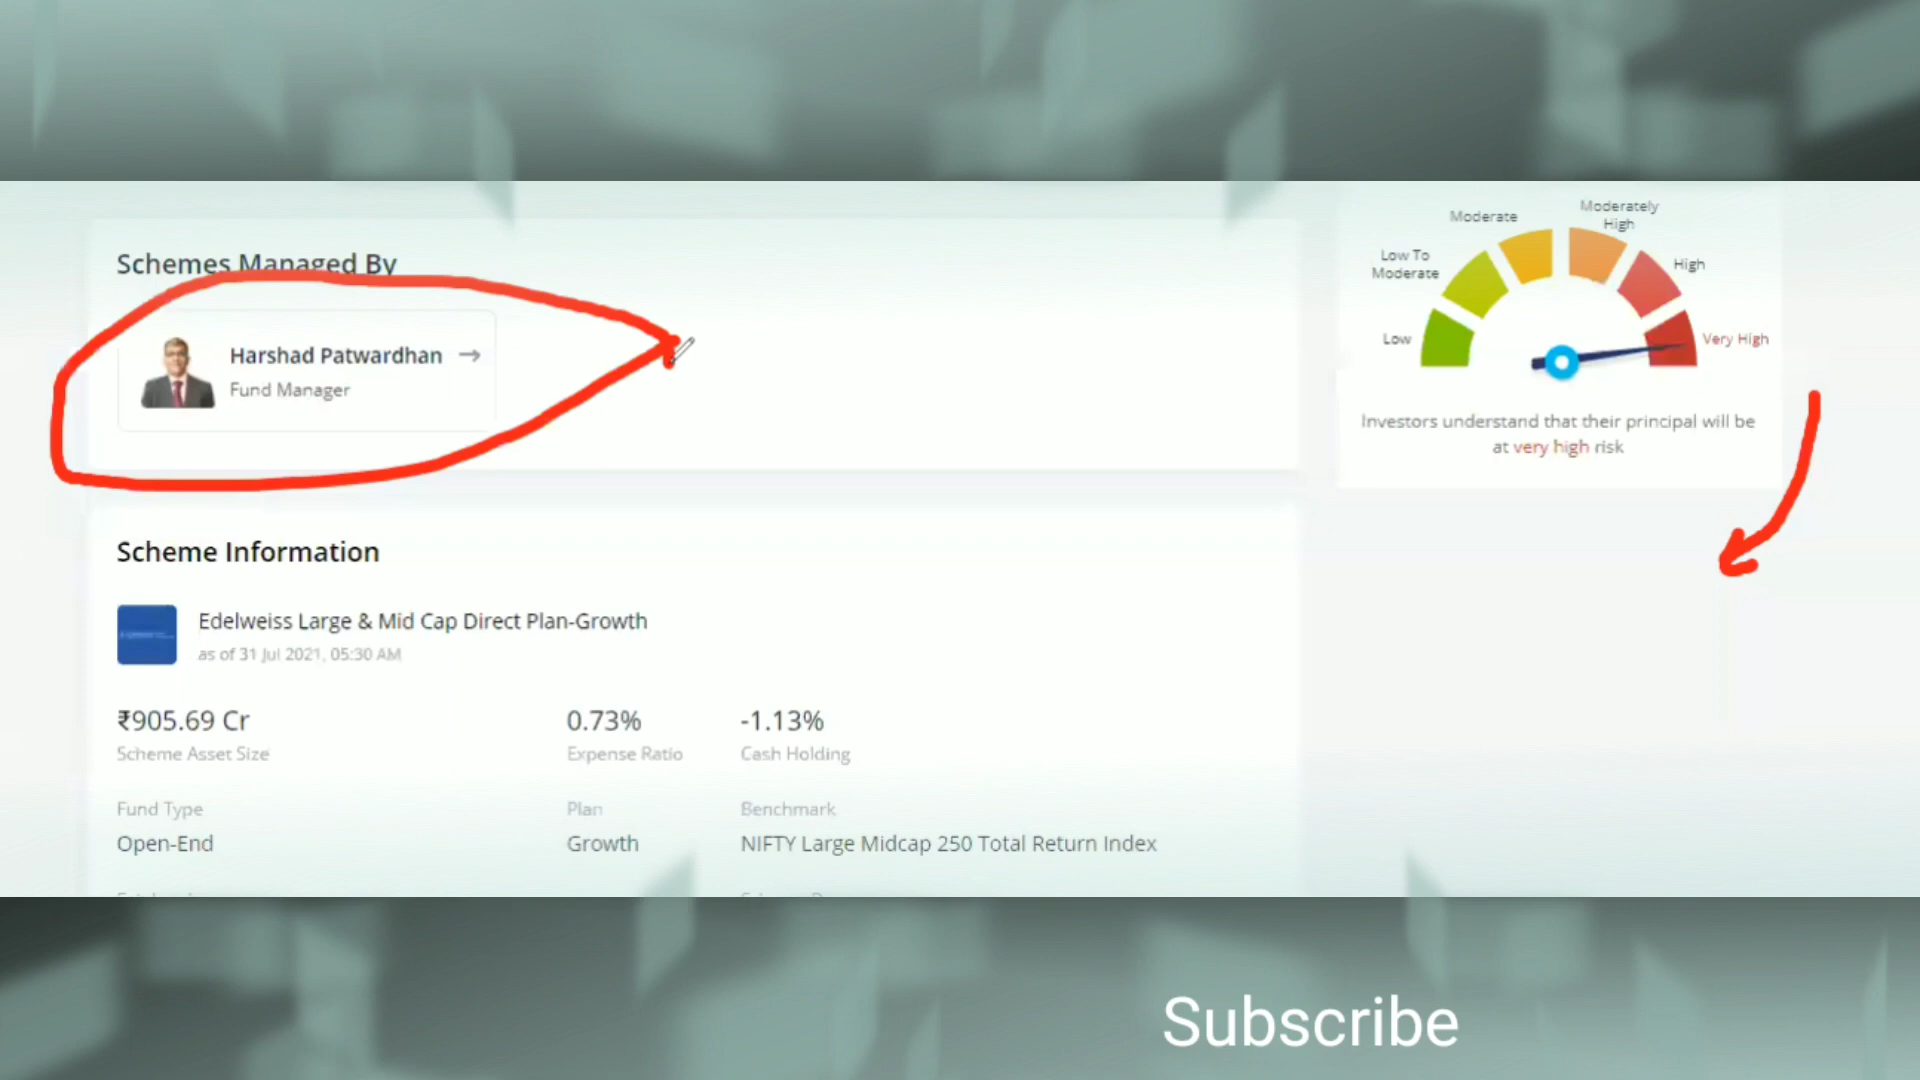 Schemes Managed By
Harshad Patwardhan →
Fund Manager
Moderate
Moderately
High
Low To
Moderate
High
Low
Very High
Investors understand that their principal will be
at very high risk
Scheme Information
Edelweiss Large & Mid Cap Direct Plan-Growth
as of 31 Jul 2021, 05:30 AM
₹905.69 Cr
Scheme Asset Size
0.73%
Expense Ratio
-1.13%
Cash Holding
Fund Type
Open-End
Plan
Growth
Benchmark
NIFTY Large Midcap 250 Total Return Index
Subscribe